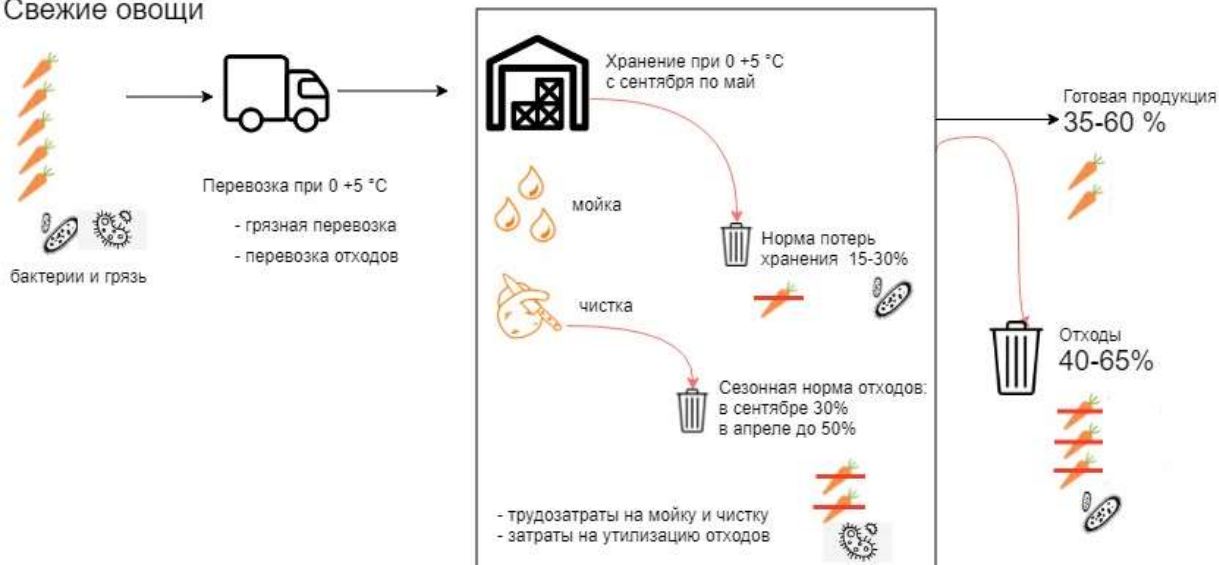 Свежие овощи
бактерии и грязь
Перевозка при 0 +5 °C
- грязная перевозка
- перевозка отходов
Хранение при 0 +5 °C
с сентября по май
мойка
чистка
Норма потерь
хранения 15-30%
Сезонная норма отходов:
в сентябре 30%
в апреле до 50%
- трудозатраты на мойку и чистку
- затраты на утилизацию отходов
Готовая продукция
35-60 %
Отходы
40-65%